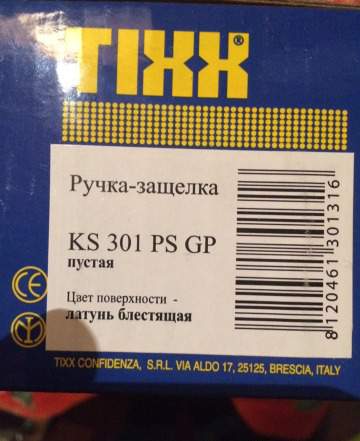 TIXX®
Ручка-защелка
KS 301 PS GP
пустая
Цвет поверхности -
латунь блестящая
8120461301316
CE
TIXX CONFIDENZA, S.R.L. VIA ALDO 17, 25125, BRESCIA, ITALY